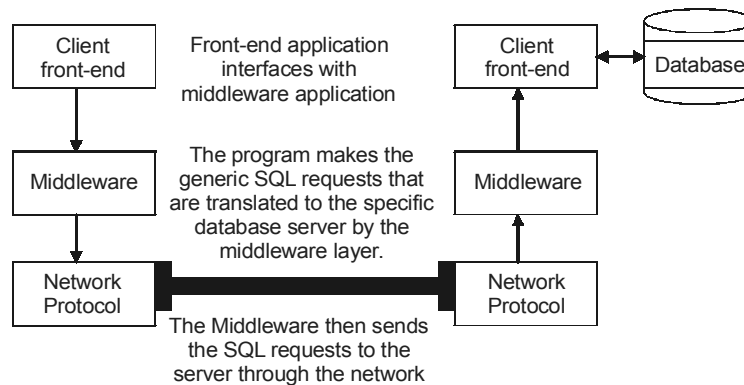 Client
front-end
Front-end application
interfaces with
middleware application
Client
front-end
Database
Middleware
The program makes the
generic SQL requests that
are translated to the specific
database server by the
middleware layer.
Middleware
Network
Protocol
Network
Protocol
The Middleware then sends
the SQL requests to the
server through the network